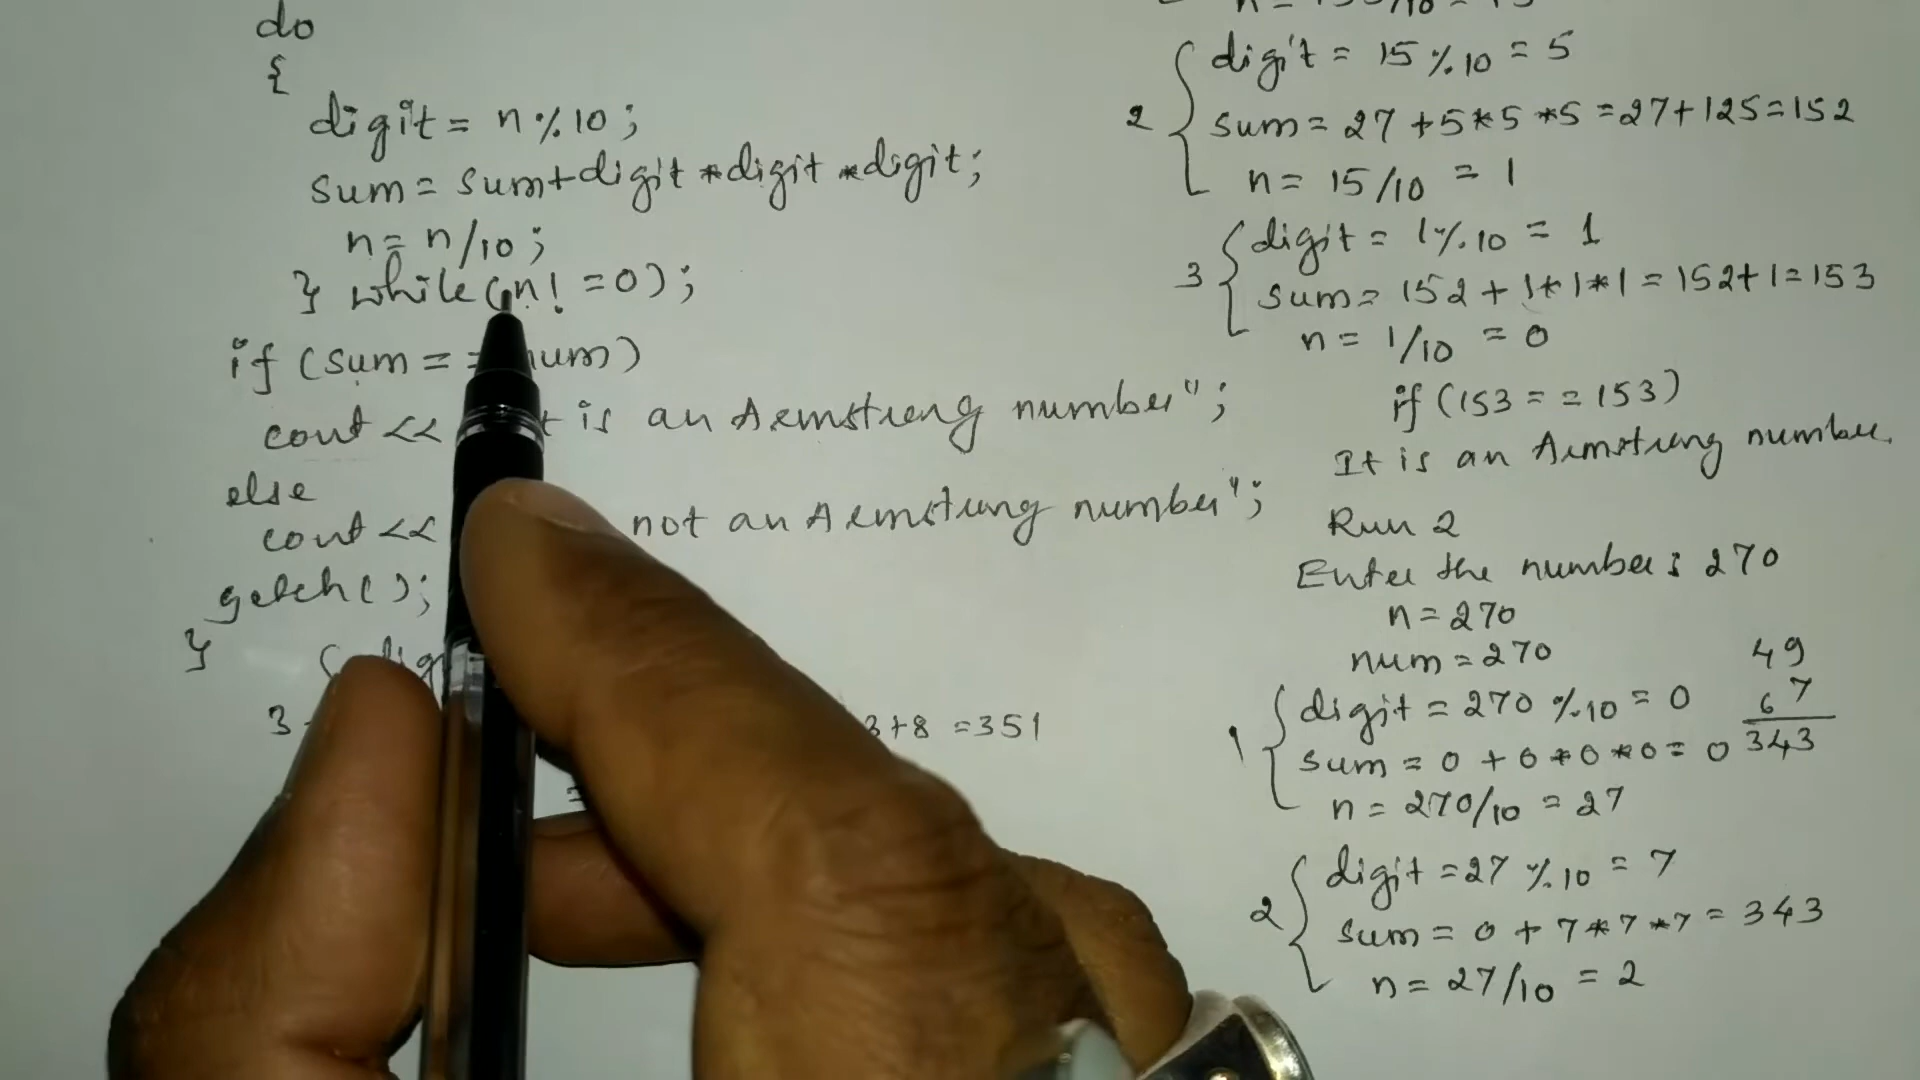 do
{
digit = n % 10 ;
sum = sum + digit * digit * digit;
n = n/10 ;
} while (n! = 0) ;
if (sum = = num)
cout << is an Armstrong number" ;
else
cout << not an Armstrong number" ;
getch( ) ;
}
3 3+8 = 351
2 { digit = 15 % 10 = 5
sum = 27 + 5 * 5 * 5 = 27 + 125 = 152
n = 15/10 = 1
3 { digit = 1 % 10 = 1
sum = 152 + 1 * 1 * 1 = 152 + 1 = 153
n = 1/10 = 0
if (153 = = 153)
It is an Armstrong number.
Run 2
Enter the number : 270
n = 270
num = 270
49
67
343
1 { digit = 270 % 10 = 0
sum = 0 + 0 * 0 * 0 = 0
n = 270/10 = 27
2 { digit = 27 % 10 = 7
sum = 0 + 7 * 7 * 7 = 343
n = 27/10 = 2